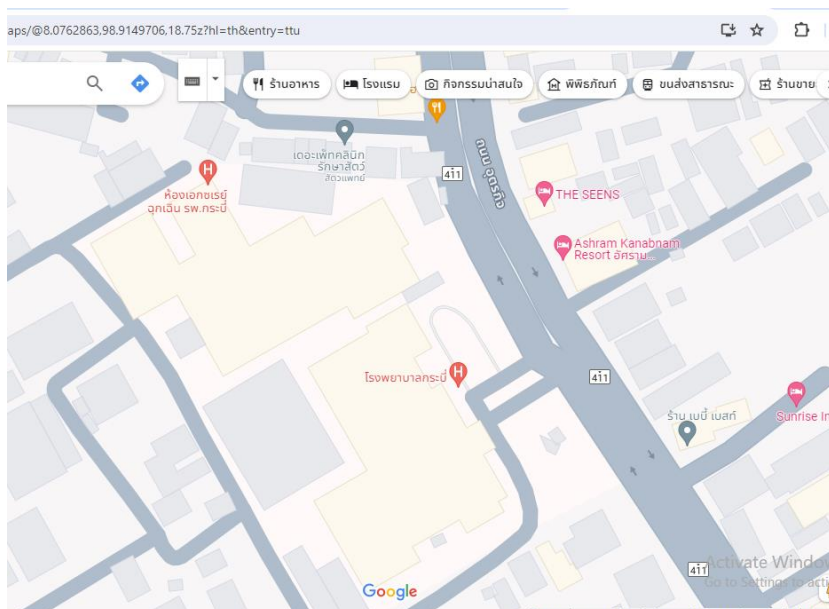 aps/@8.0762863,98.9149706,18.75z?hl=th&entry=ttu
ร้านอาหาร
โรงแรม
กิจกรรมน่าสนใจ
พิพิธภัณฑ์
ขนส่งสาธารณะ
ร้านขาย
เดอะเพ็ทคลินิก
รักษาสัตว์
สัตวแพทย์
411
ถนน อุตรกิจ
ห้องเอกซเรย์
ฉุกเฉิน รพ.กระบี่
THE SEENS
Ashram Kanabnam
Resort อัศราม...
โรงพยาบาลกระบี่
411
ร้าน เบบี้ เบสท์
Sunrise In
411
Activate Window
Go to Settings to acti
Google